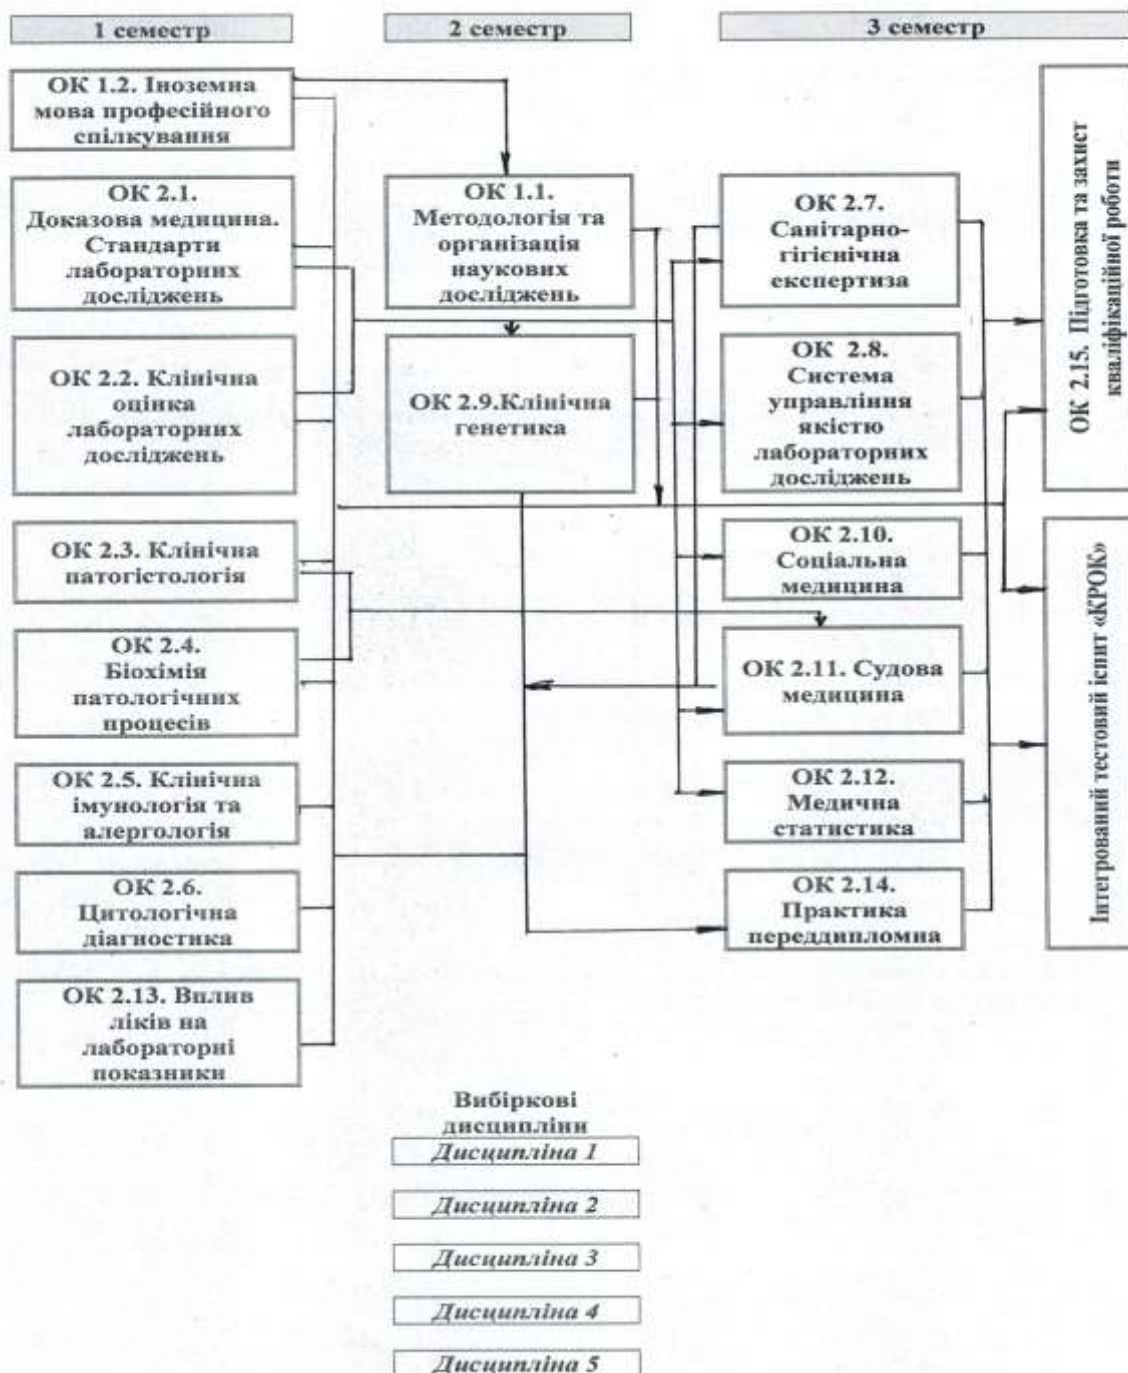 1 семестр
2 семестр
3 семестр
ОК 1.2. Іноземна
мова професійного
спілкування
ОК 2.1.
Доказова медицина.
Стандарти
лабораторних
досліджень
ОК 2.2. Клінічна
оцінка
лабораторних
досліджень
ОК 2.3. Клінічна
патогістологія
ОК 2.4.
Біохімія
патологічних
процесів
ОК 2.5. Клінічна
імунологія та
алергологія
ОК 2.6.
Цитологічна
діагностика
ОК 2.13. Вплив
ліків на
лабораторні
показники
ОК 1.1.
Методологія та
організація
наукових
досліджень
ОК 2.9.Клінічна
генетика
ОК 2.7.
Санітарно-
гігієнічна
експертиза
ОК 2.8.
Система
управління
якістю
лабораторних
досліджень
ОК 2.10.
Соціальна
медицина
ОК 2.11. Судова
медицина
ОК 2.12.
Медична
статистика
ОК 2.14.
Практика
переддипломна
ОК 2.15. Підготовка та захист
кваліфікаційної роботи
Інтегрований тестовий іспит «КРОК»
Вибіркові
дисципліни
Дисципліна 1
Дисципліна 2
Дисципліна 3
Дисципліна 4
Дисципліна 5